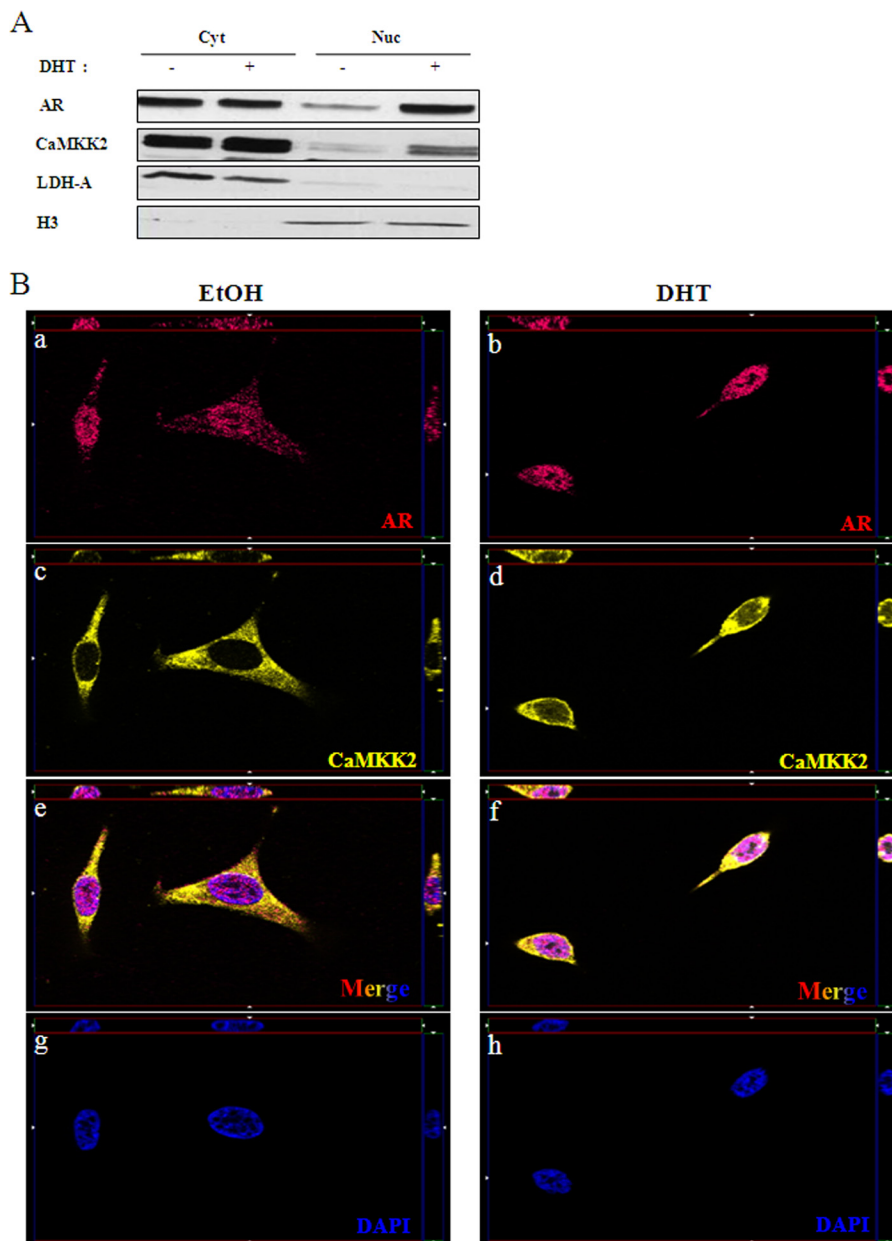 A
Cyt Nuc
DHT : - + - +
AR
CaMKK2
LDH-A
H3
B
EtOH DHT
a b
AR AR
c d
CaMKK2 CaMKK2
e f
Merge Merge
g h
DAPI DAPI